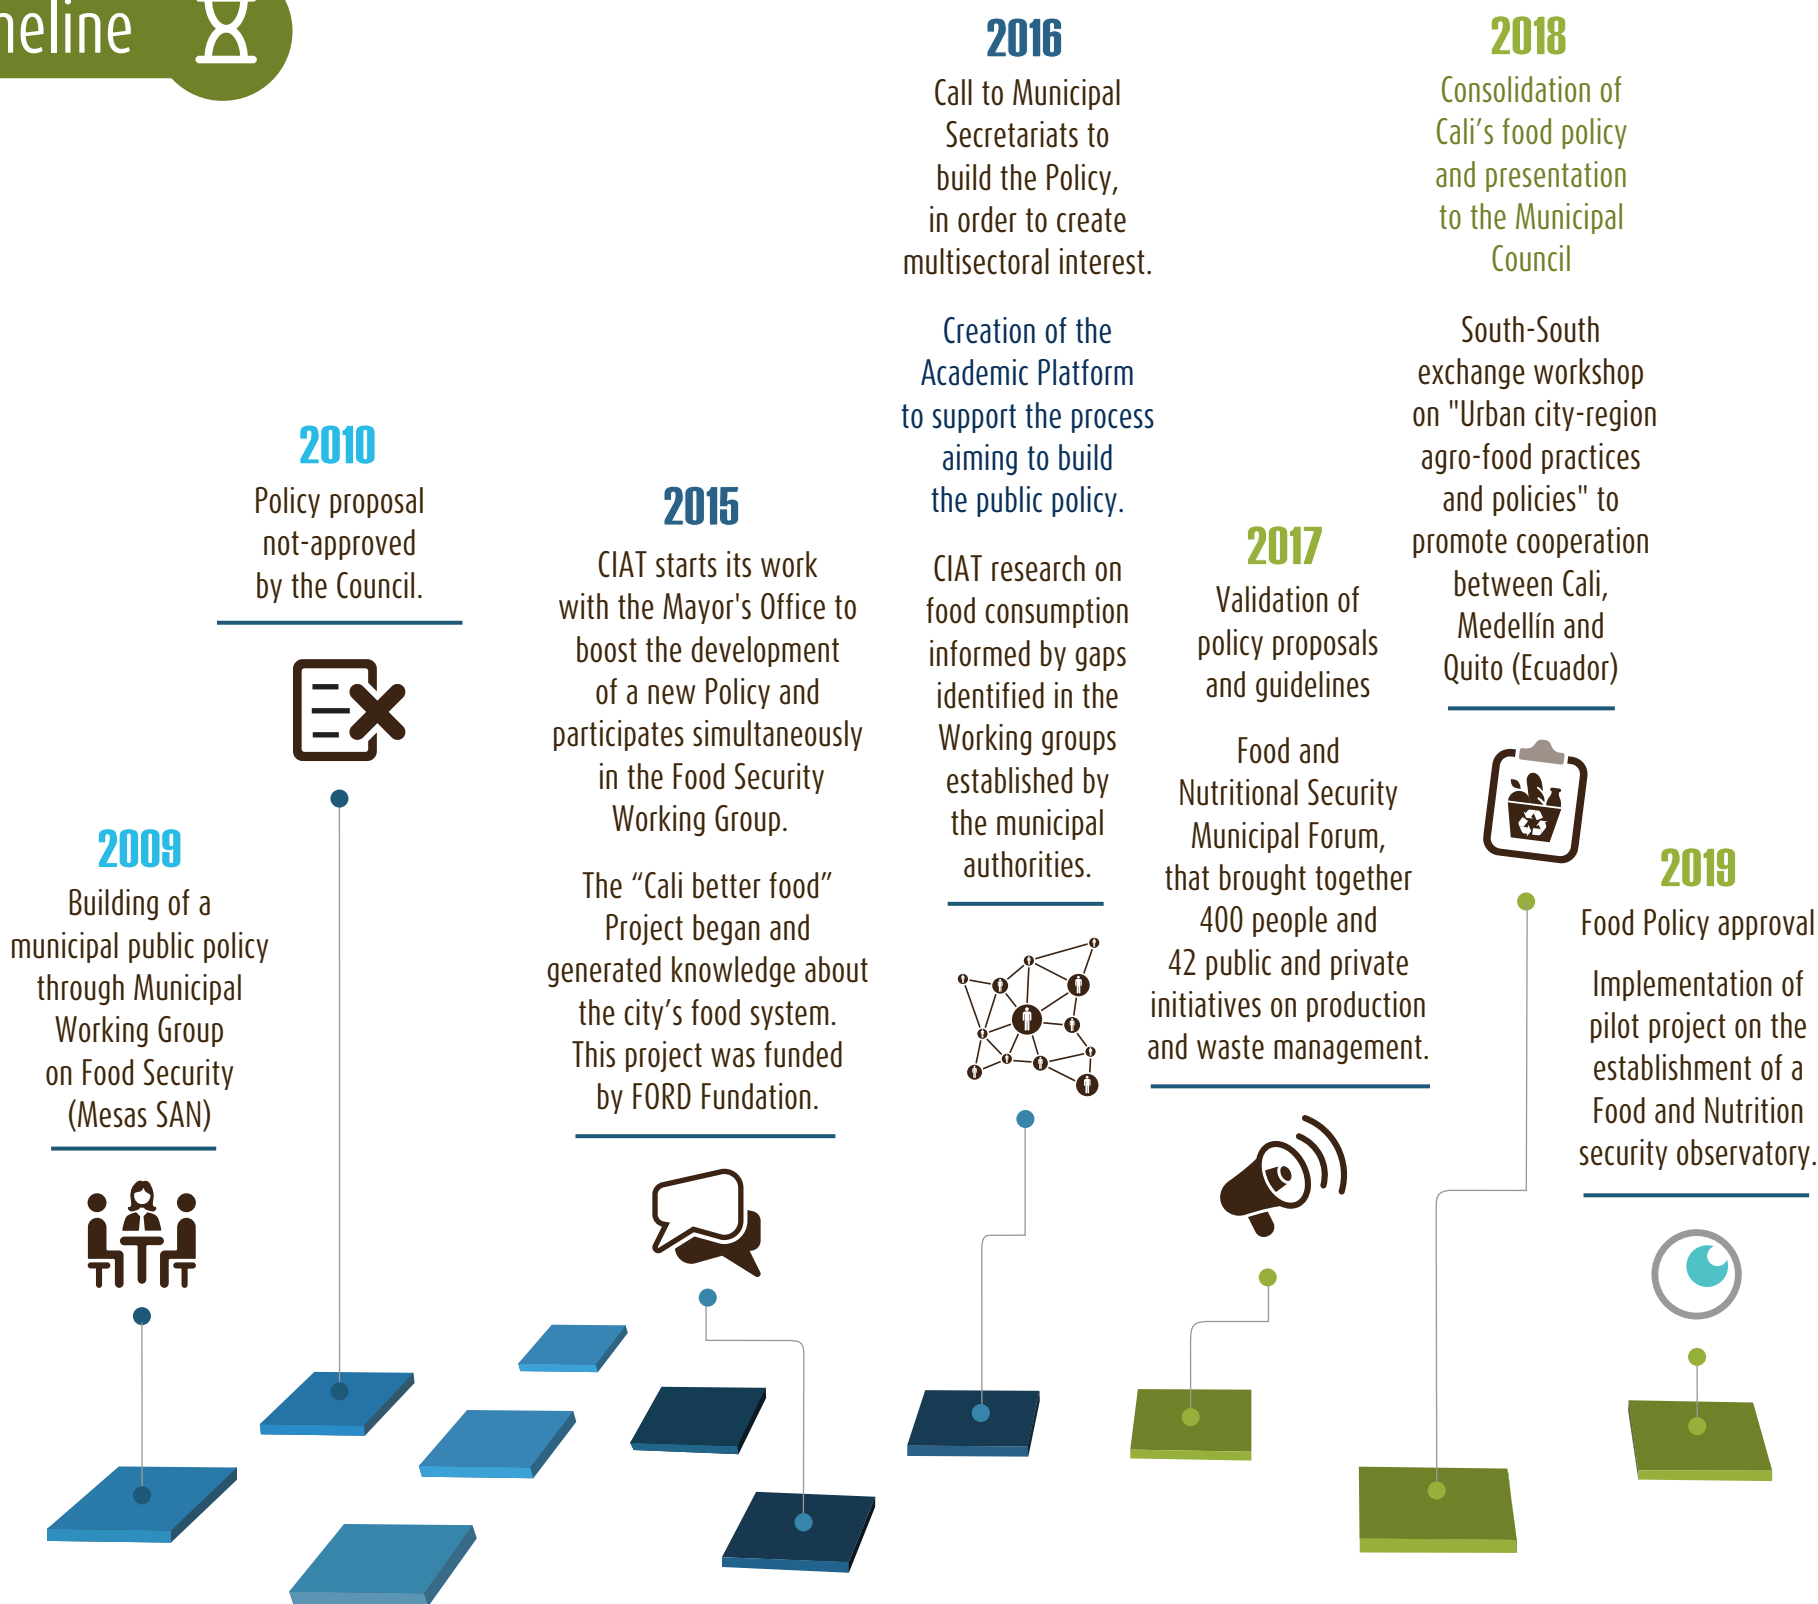 neline
2009
Building of a
municipal public policy
through Municipal
Working Group
on Food Security
(Mesas SAN)
2010
Policy proposal
not-approved
by the Council.
2015
CIAT starts its work
with the Mayor's Office to
boost the development
of a new Policy and
participates simultaneously
in the Food Security
Working Group.
The “Cali better food”
Project began and
generated knowledge about
the city’s food system.
This project was funded
by FORD Fundation.
2016
Call to Municipal
Secretariats to
build the Policy,
in order to create
multisectoral interest.
Creation of the
Academic Platform
to support the process
aiming to build
the public policy.
CIAT research on
food consumption
informed by gaps
identified in the
Working groups
established by
the municipal
authorities.
2017
Validation of
policy proposals
and guidelines
Food and
Nutritional Security
Municipal Forum,
that brought together
400 people and
42 public and private
initiatives on production
and waste management.
2018
Consolidation of
Cali’s food policy
and presentation
to the Municipal
Council
South-South
exchange workshop
on "Urban city-region
agro-food practices
and policies" to
promote cooperation
between Cali,
Medellín and
Quito (Ecuador)
2019
Food Policy approval
Implementation of
pilot project on the
establishment of a
Food and Nutrition
security observatory.